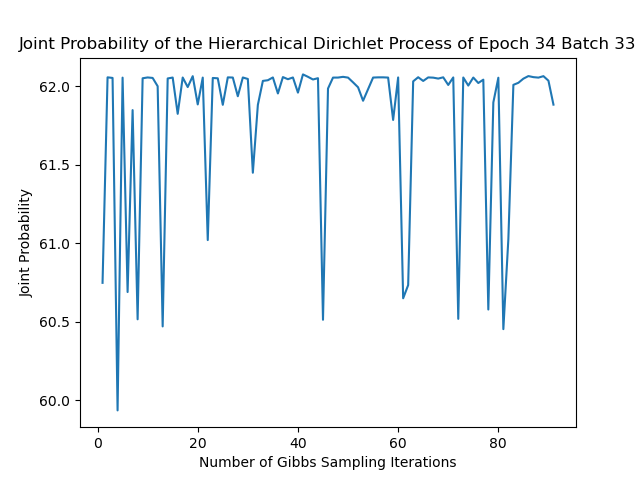 Joint Probability of the Hierarchical Dirichlet Process of Epoch 34 Batch 33
62.0
61.5
61.0
60.5
60.0
Joint Probability
0 20 40 60 80
Number of Gibbs Sampling Iterations